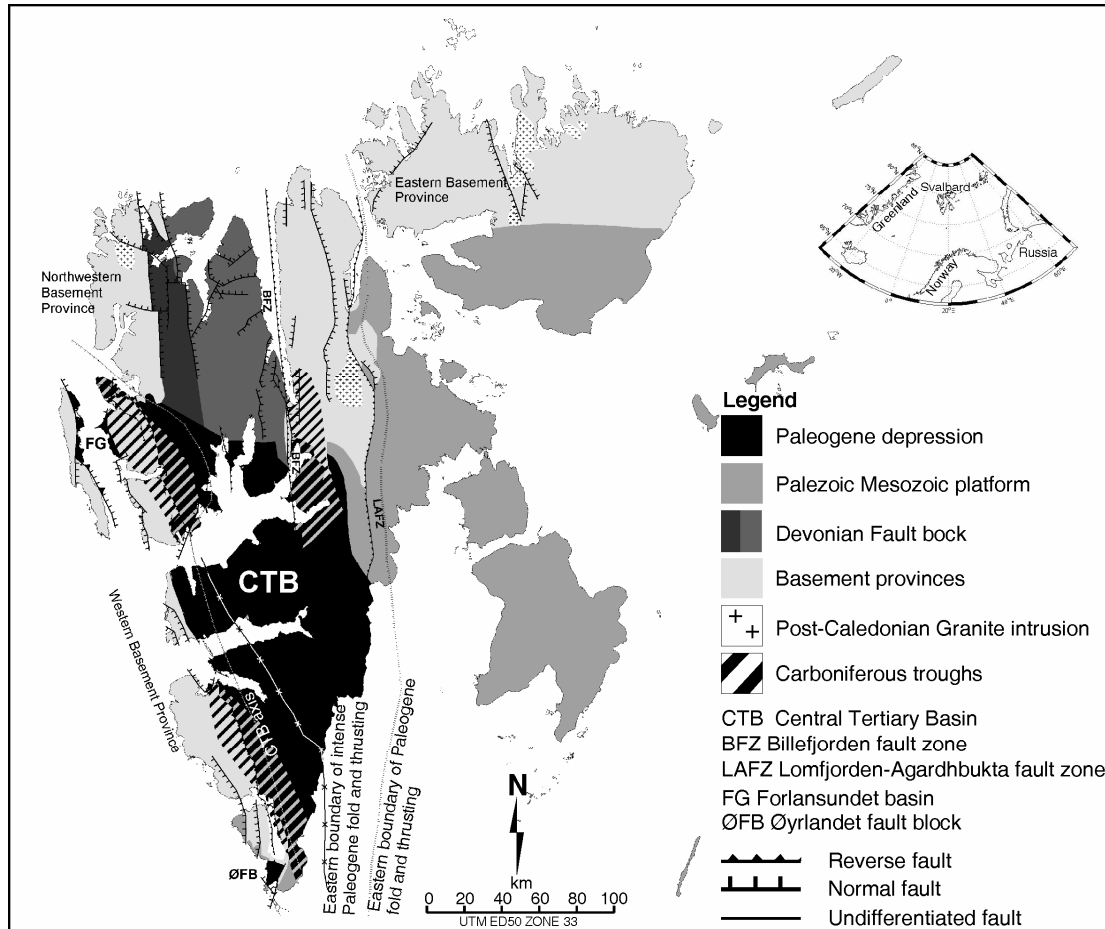 Eastern Basement
Province
Northwestern
Basement
Province
BFZ
FG
BFZ
LAFZ
CTB
Western Basement Province
CTB axis
ØFB
Eastern boundary of intense
Paleogene fold and thrusting
Eastern boundary of Paleogene
fold and thrusting
N
km
0 20 40 60 80 100
UTM ED50 ZONE 33
Svalbard
Greenland
Norway
Russia
0°
20°E
40°E
Legend
Paleogene depression
Palezoic Mesozoic platform
Devonian Fault bock
Basement provinces
Post-Caledonian Granite intrusion
Carboniferous troughs
CTB Central Tertiary Basin
BFZ Billefjorden fault zone
LAFZ Lomfjorden-Agardhbukta fault zone
FG Forlansundet basin
ØFB Øyrlandet fault block
Reverse fault
Normal fault
Undifferentiated fault